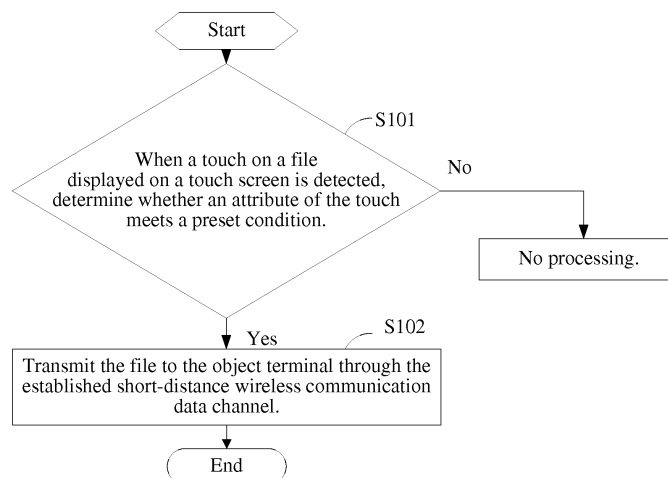 Start
S101
When a touch on a file
displayed on a touch screen is detected,
determine whether an attribute of the touch
meets a preset condition.
No
No processing.
Yes
S102
Transmit the file to the object terminal through the
established short-distance wireless communication
data channel.
End